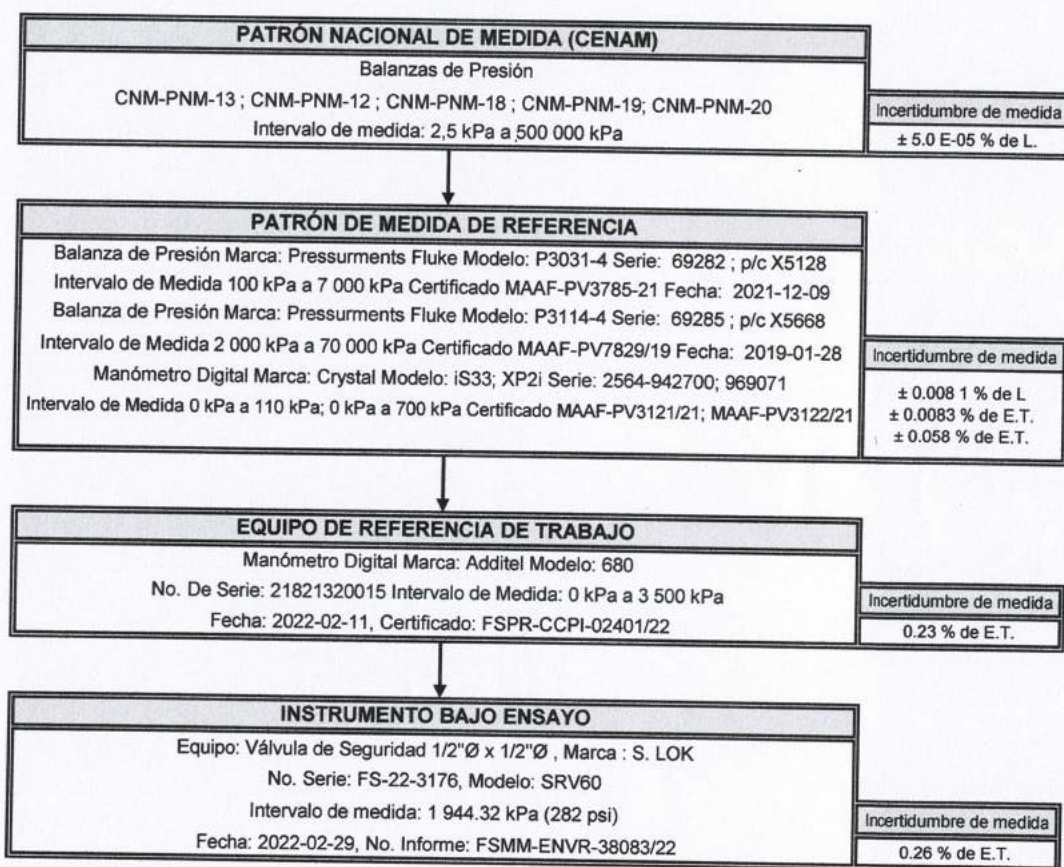 PATRÓN NACIONAL DE MEDIDA (CENAM)
Balanzas de Presión
CNM-PNM-13 ; CNM-PNM-12 ; CNM-PNM-18 ; CNM-PNM-19; CNM-PNM-20
Intervalo de medida: 2,5 kPa a 500 000 kPa
Incertidumbre de medida
± 5.0 E-05 % de L.
PATRÓN DE MEDIDA DE REFERENCIA
Balanza de Presión Marca: Pressurments Fluke Modelo: P3031-4 Serie: 69282 ; p/c X5128
Intervalo de Medida 100 kPa a 7 000 kPa Certificado MAAF-PV3785-21 Fecha: 2021-12-09
Balanza de Presión Marca: Pressurments Fluke Modelo: P3114-4 Serie: 69285 ; p/c X5668
Intervalo de Medida 2 000 kPa a 70 000 kPa Certificado MAAF-PV7829/19 Fecha: 2019-01-28
Manómetro Digital Marca: Crystal Modelo: iS33; XP2i Serie: 2564-942700; 969071
Intervalo de Medida 0 kPa a 110 kPa; 0 kPa a 700 kPa Certificado MAAF-PV3121/21; MAAF-PV3122/21
Incertidumbre de medida
± 0.008 1 % de L
± 0.0083 % de E.T.
± 0.058 % de E.T.
EQUIPO DE REFERENCIA DE TRABAJO
Manómetro Digital Marca: Additel Modelo: 680
No. De Serie: 21821320015 Intervalo de Medida: 0 kPa a 3 500 kPa
Fecha: 2022-02-11, Certificado: FSPR-CCPI-02401/22
Incertidumbre de medida
0.23 % de E.T.
INSTRUMENTO BAJO ENSAYO
Equipo: Válvula de Seguridad 1/2"Ø x 1/2"Ø , Marca : S. LOK
No. Serie: FS-22-3176, Modelo: SRV60
Intervalo de medida: 1 944.32 kPa (282 psi)
Fecha: 2022-02-29, No. Informe: FSMM-ENVR-38083/22
Incertidumbre de medida
0.26 % de E.T.